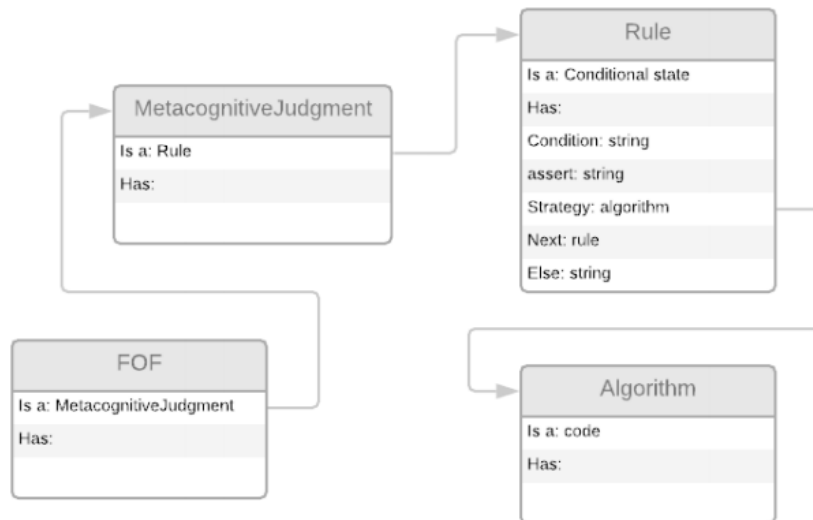 MetacognitiveJudgment
Is a: Rule
Has:
Rule
Is a: Conditional state
Has:
Condition: string
assert: string
Strategy: algorithm
Next: rule
Else: string
FOF
Is a: MetacognitiveJudgment
Has:
Algorithm
Is a: code
Has: